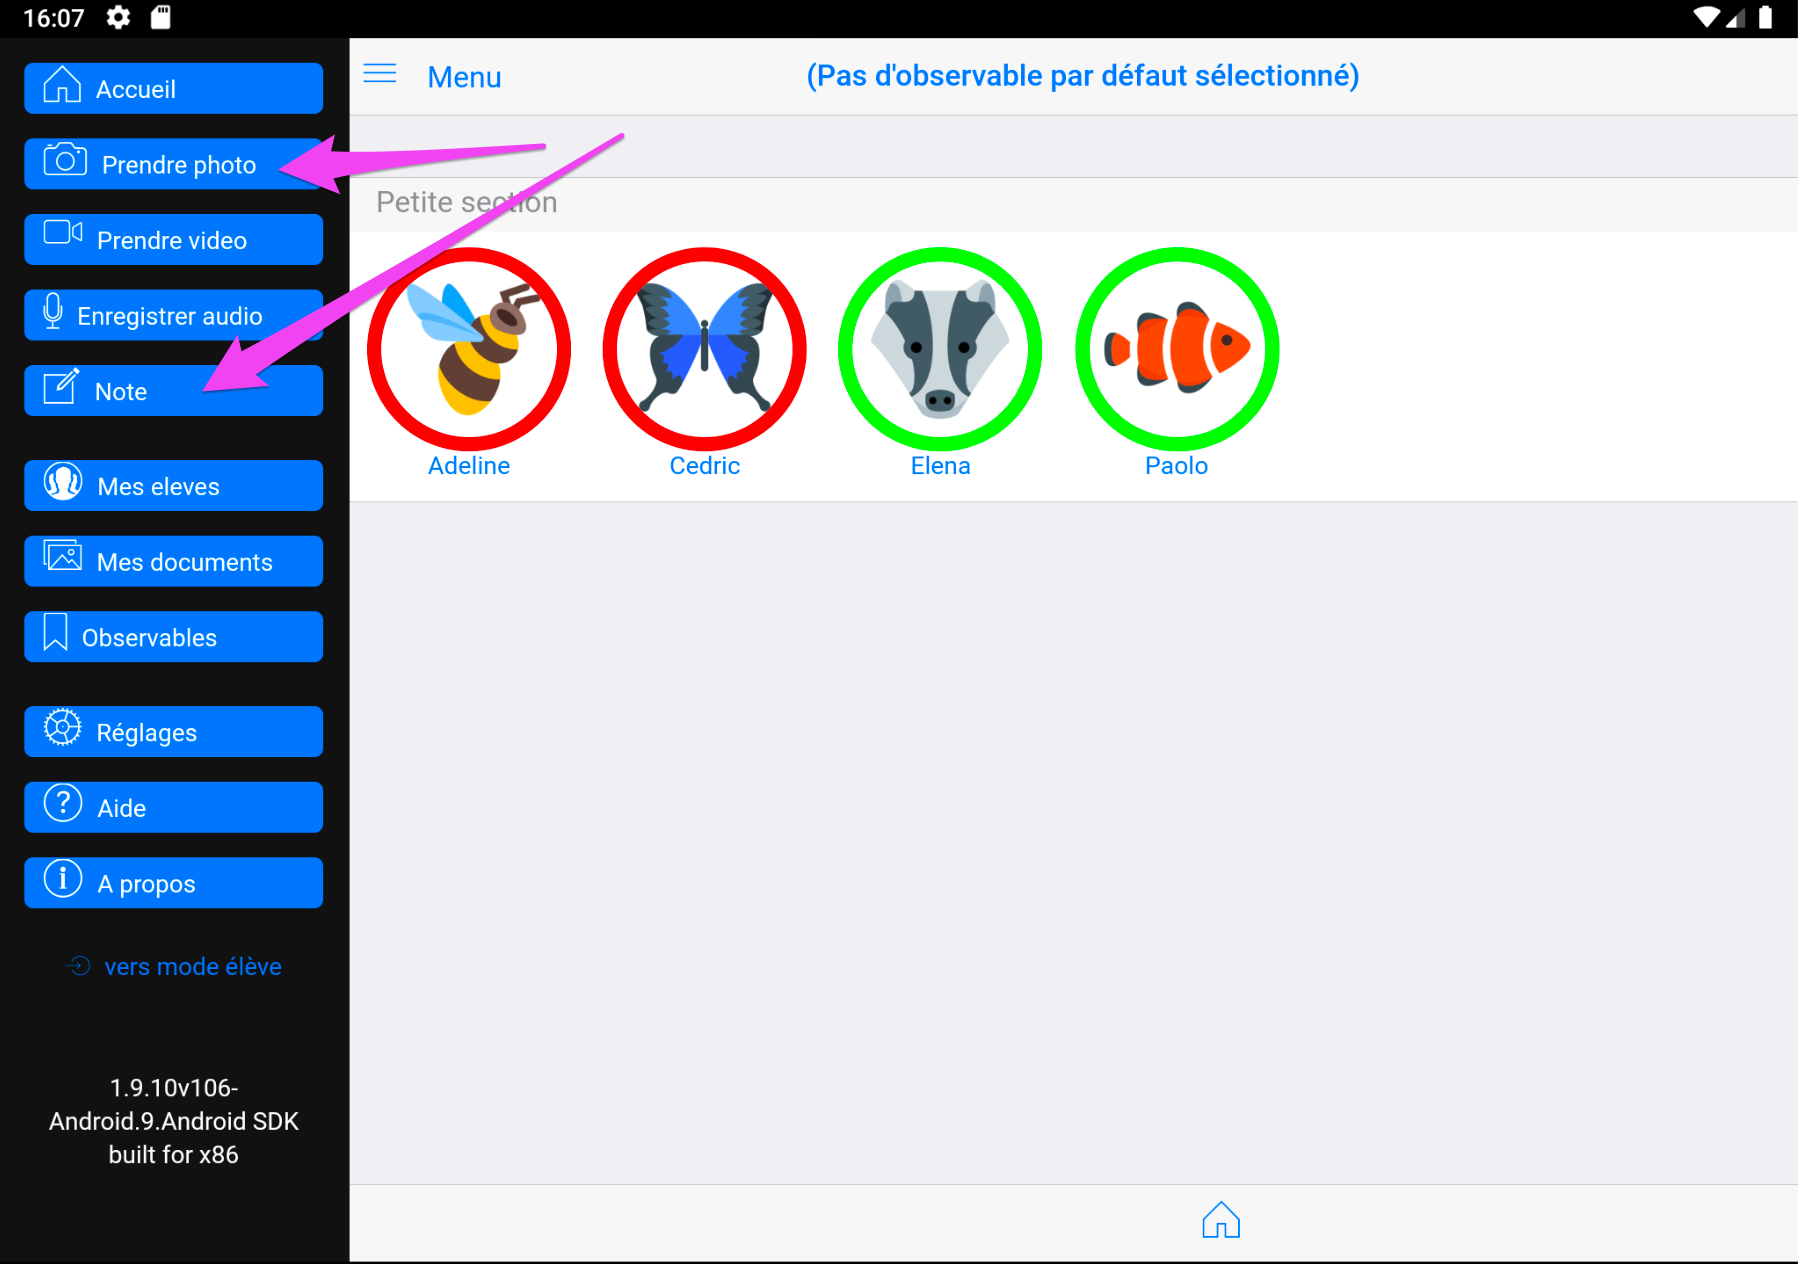 16:07
Accueil
Prendre photo
Prendre video
Enregistrer audio
Note
Mes eleves
Mes documents
Observables
Réglages
Aide
A propos
vers mode élève
1.9.10v106-
Android.9.Android SDK
built for x86
Menu
(Pas d'observable par défaut sélectionné)
Petite section
Adeline
Cedric
Elena
Paolo